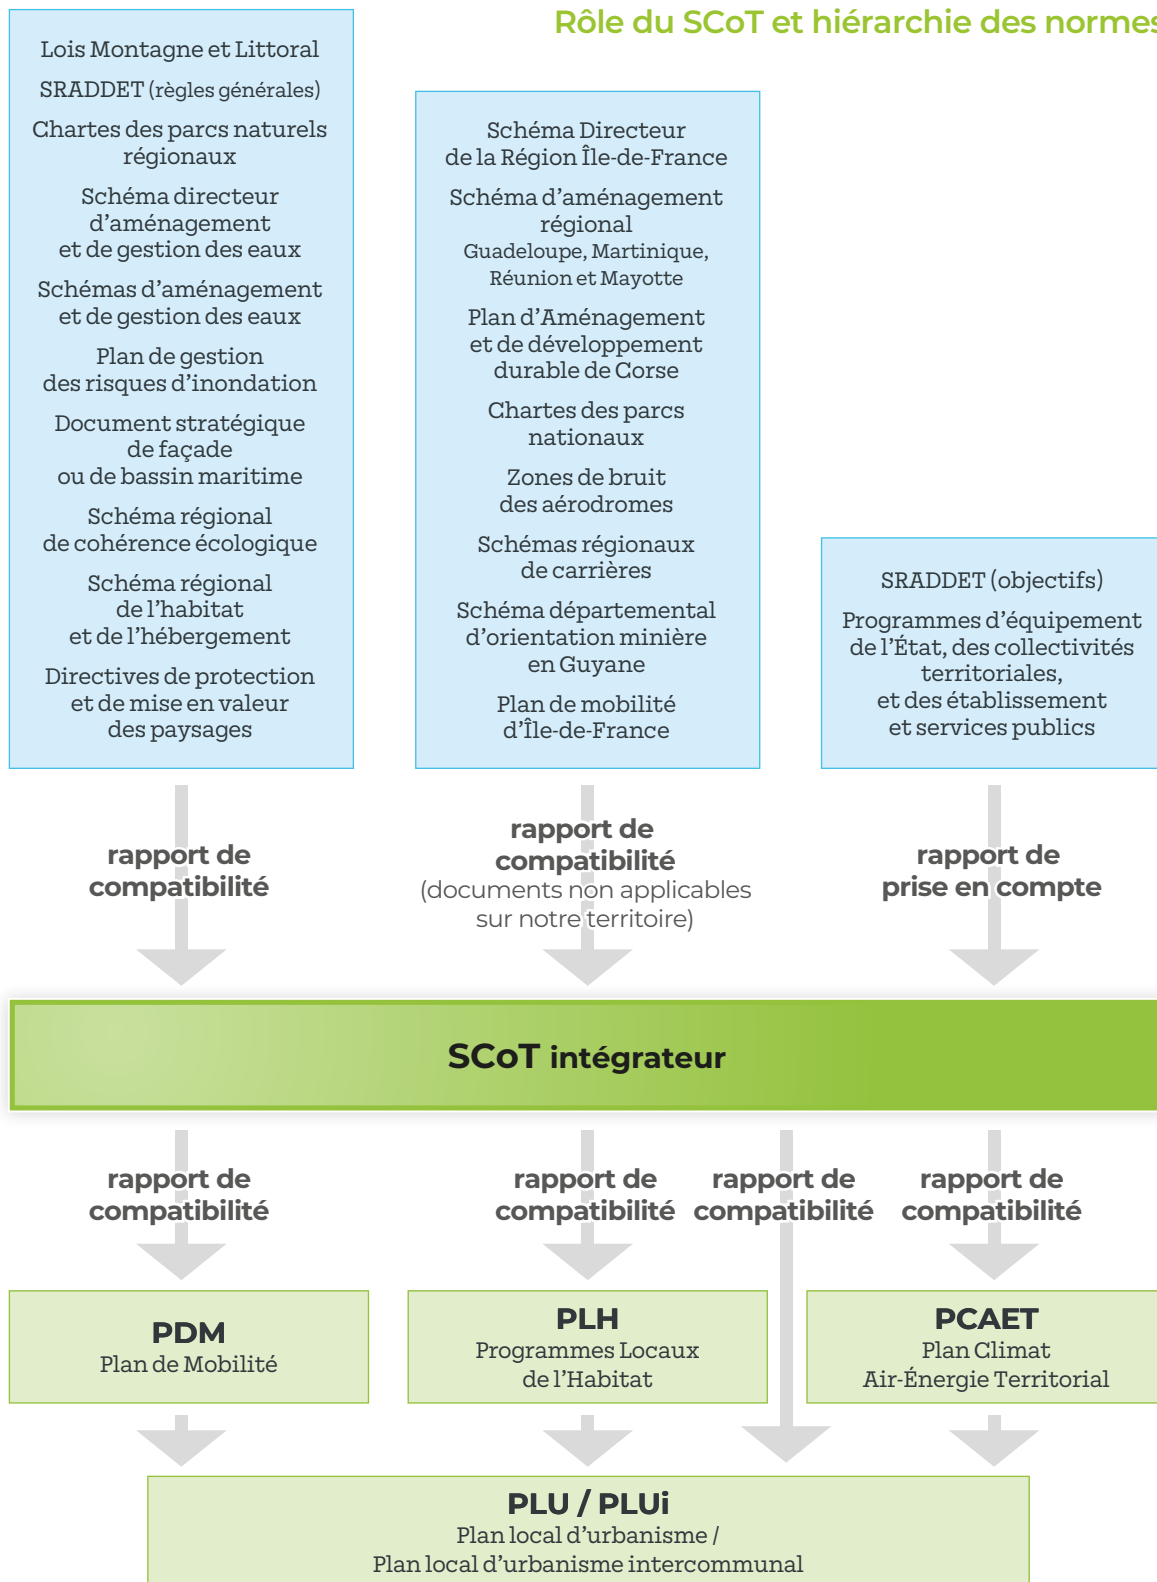 Rôle du SCoT et hiérarchie des normes
Lois Montagne et Littoral
SRADDET (règles générales)
Chartes des parcs naturels
régionaux
Schéma directeur
d'aménagement
et de gestion des eaux
Schémas d'aménagement
et de gestion des eaux
Plan de gestion
des risques d'inondation
Document stratégique
de façade
ou de bassin maritime
Schéma régional
de cohérence écologique
Schéma régional
de l'habitat
et de l'hébergement
Directives de protection
et de mise en valeur
des paysages
Schéma Directeur
de la Région Île-de-France
Schéma d'aménagement
régional
Guadeloupe, Martinique,
Réunion et Mayotte
Plan d'Aménagement
et de développement
durable de Corse
Chartes des parcs
nationaux
Zones de bruit
des aérodromes
Schémas régionaux
de carrières
Schéma départemental
d'orientation minière
en Guyane
Plan de mobilité
d'Île-de-France
SRADDET (objectifs)
Programmes d'équipement
de l'État, des collectivités
territoriales,
et des établissement
et services publics
rapport de
compatibilité
rapport de
compatibilité
(documents non applicables
sur notre territoire)
rapport de
prise en compte
SCoT intégrateur
rapport de
compatibilité
rapport de
compatibilité
rapport de
compatibilité
rapport de
compatibilité
PDM
Plan de Mobilité
PLH
Programmes Locaux
de l'Habitat
PCAET
Plan Climat
Air-Énergie Territorial
PLU / PLUi
Plan local d'urbanisme /
Plan local d'urbanisme intercommunal